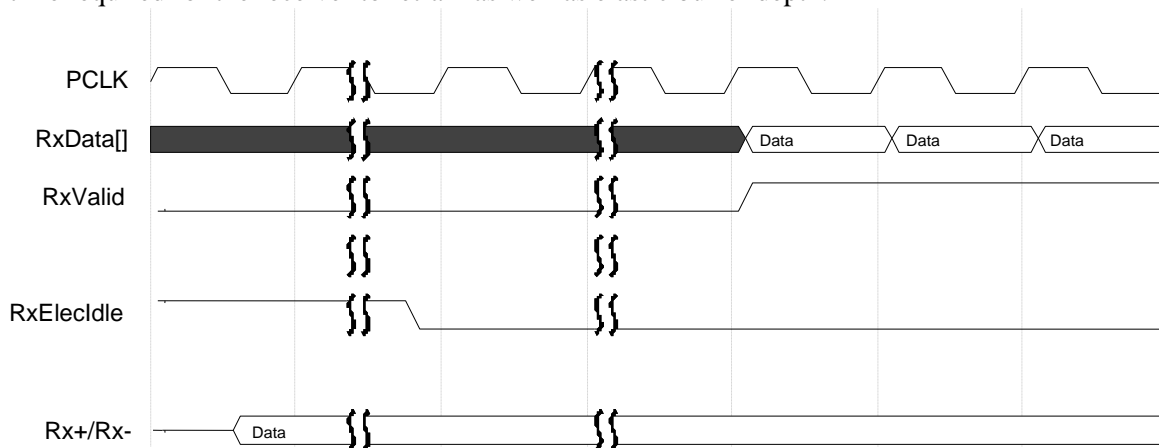 PCLK
RxData[] Data Data Data
RxValid
RxElecIdle
Rx+/Rx- Data